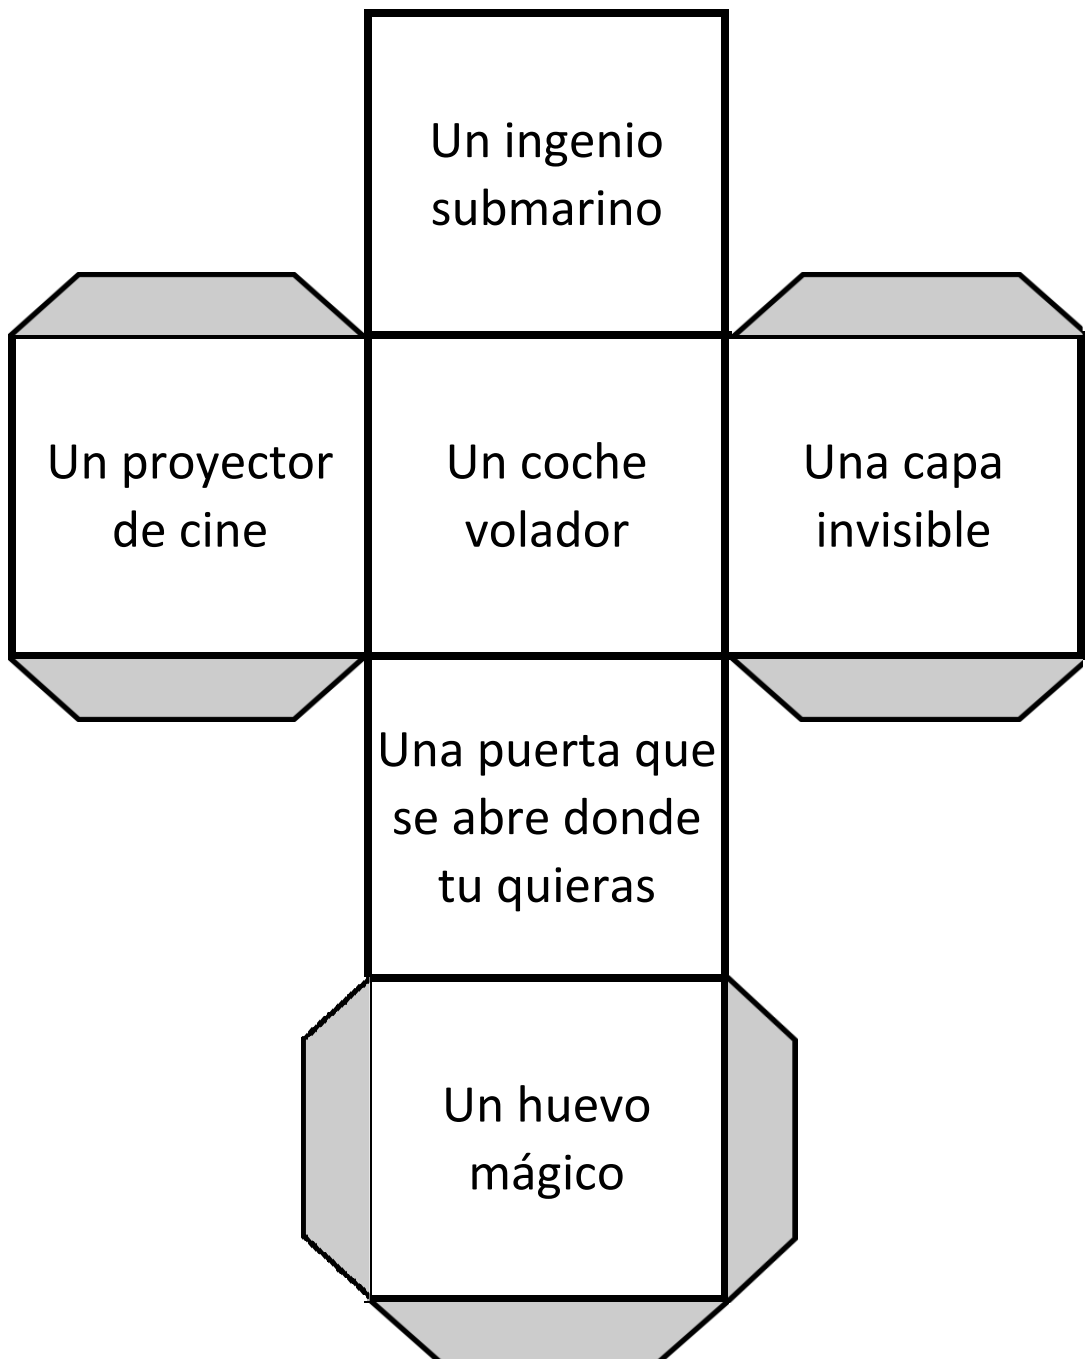 Un ingenio
submarino
Un proyector
de cine
Un coche
volador
Una capa
invisible
Una puerta que
se abre donde
tu quieras
Un huevo
mágico